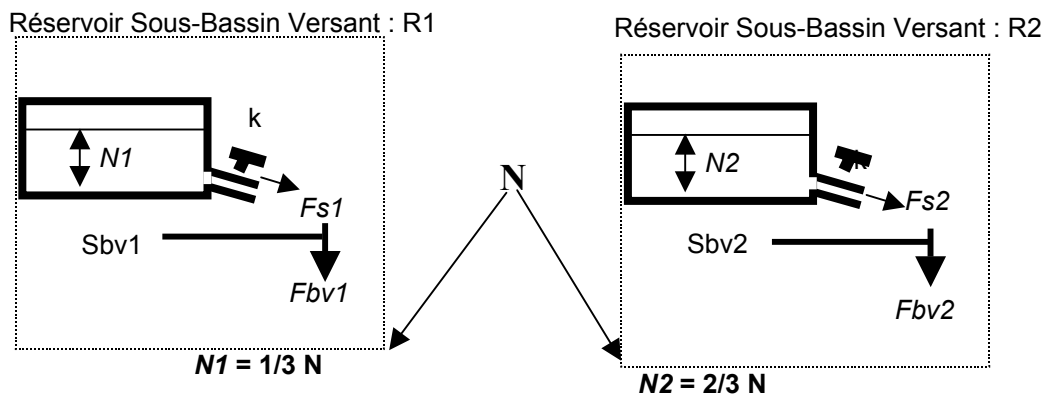 Réservoir Sous-Bassin Versant : R1
k
N1
Fs1
Sbv1
Fbv1
N1 = 1/3 N
N
Réservoir Sous-Bassin Versant : R2
k
N2
Fs2
Sbv2
Fbv2
N2 = 2/3 N